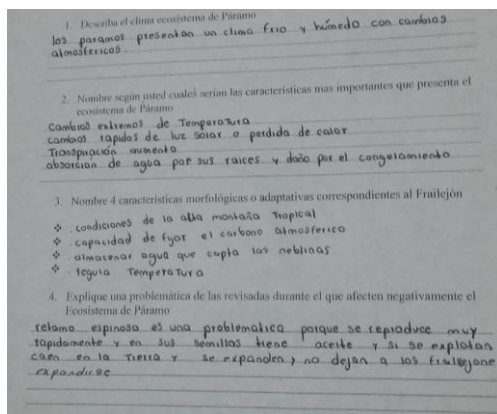 1. Describa el clima ecosistema de Páramo
los paramos presentan un clima frio y húmedo con cambios
atmosfericos.
2. Nombre según usted cuales serian las características mas importantes que presenta el
ecosistema de Páramo
Cambios extremos de Temperatura
cambios rapidos de luz solar o perdida de calor
Transpiración aumento
absorcion de agua por sus raices y daño por el congelamiento
3. Nombre 4 características morfológicas o adaptativas correspondientes al Frailejón
❖ . condiciones de la alta montaña Tropical
❖ . capacidad de fijar el carbono atmosferico
❖ . almacenar agua que capta las neblinas
❖ . regula Temperatura
4. Explique una problemática de las revisadas durante el que afecten negativamente el
Ecosistema de Páramo
retamo espinoso es una problematica porque se reproduce muy
rapidamente y en sus semillas tiene aceite y si se explotan
caen en la Tierra y se expanden y no dejan a los frailejone
expandirse